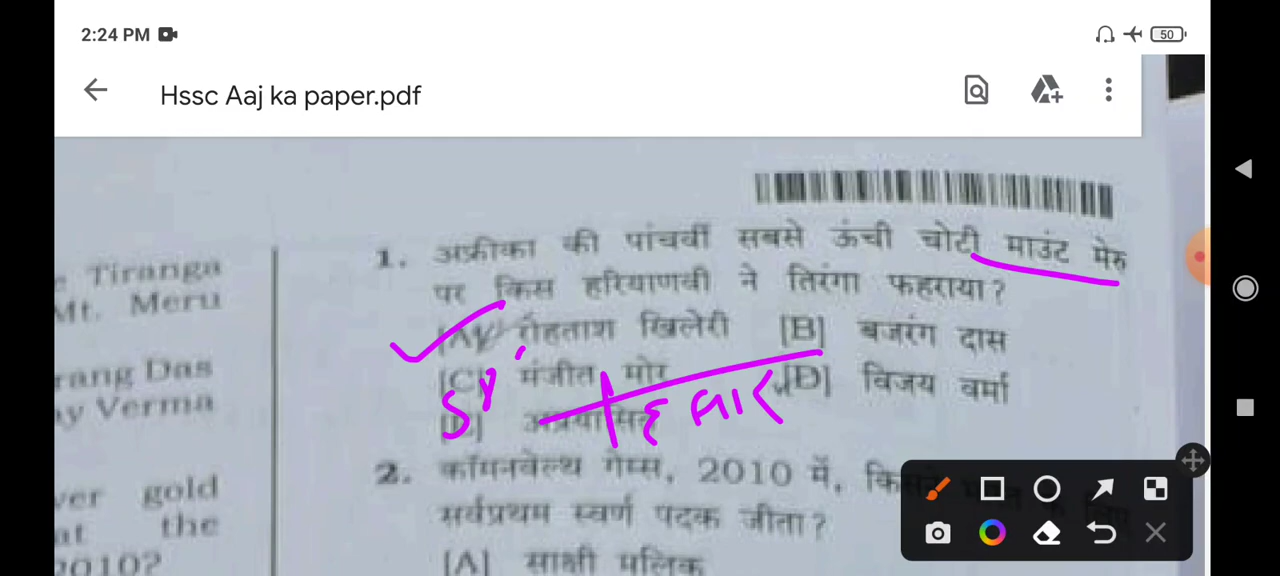 2:24 PM
50
Hssc Aaj ka paper.pdf
Tiranga
Mt. Meru
rang Das
y Verma
ver gold
at the
2010?
1. अफ्रीका की पांचवीं सबसे ऊंची चोटी माउंट मेरु
पर किस हरियाणवी ने तिरंगा फहराया?
[A] रोहताश खिलेरी [B] बजरंग दास
[C] मंजीत मोर [D] विजय वर्मा
[E] अप्रयासित
2. कॉमनवेल्थ गेम्स, 2010 में,
सर्वप्रथम स्वर्ण पदक जीता?
[A] साक्षी मलिक